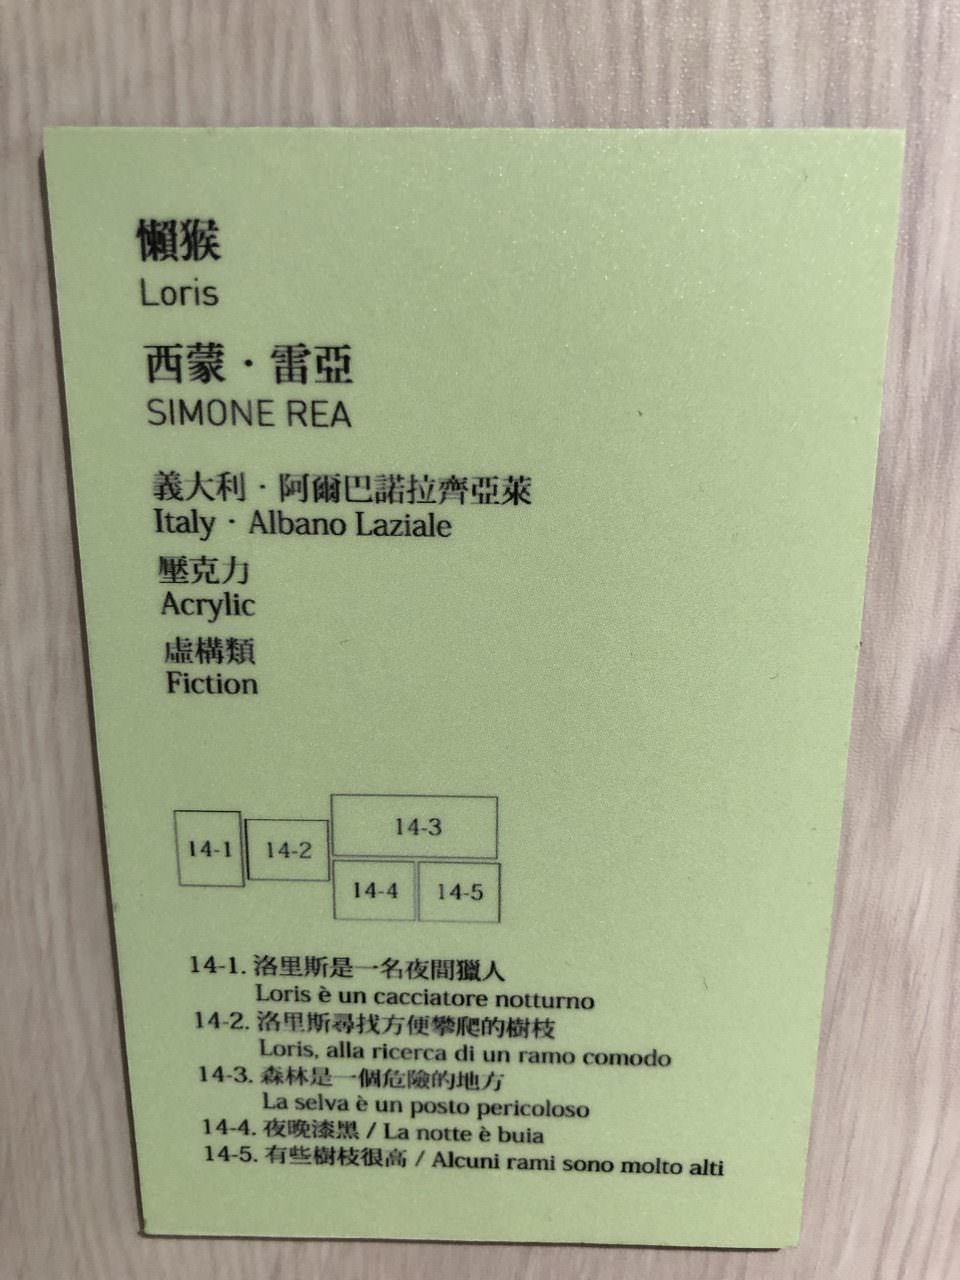 懶猴
Loris
西蒙・雷亞
SIMONE REA
義大利・阿爾巴諾拉齊亞萊
Italy・Albano Laziale
壓克力
Acrylic
虛構類
Fiction
14-3
14-1
14-2
14-4
14-5
14-1. 洛里斯是一名夜間獵人
Loris è un cacciatore notturno
14-2. 洛里斯尋找方便攀爬的樹枝
Loris, alla ricerca di un ramo comodo
14-3. 森林是一個危險的地方
La selva è un posto pericoloso
14-4. 夜晚漆黑 / La notte è buia
14-5. 有些樹枝很高 / Alcuni rami sono molto alti